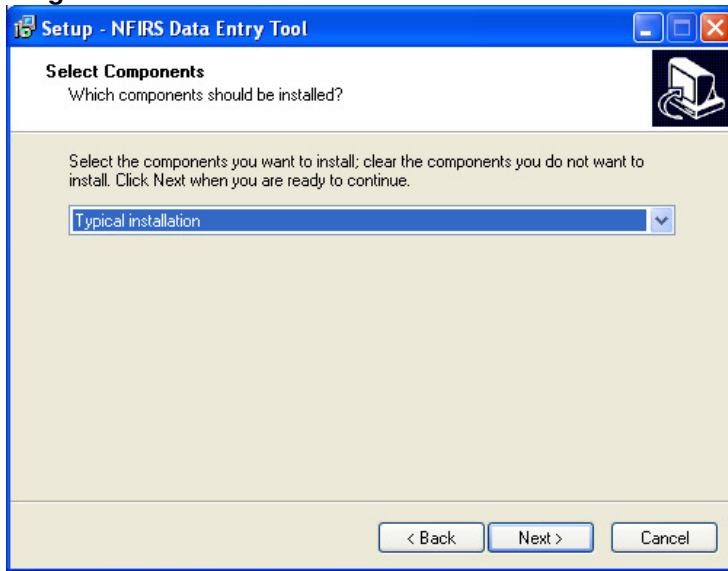 Setup - NFIRS Data Entry Tool
Select Components
Which components should be installed?
Select the components you want to install; clear the components you do not want to
install. Click Next when you are ready to continue.
Typical installation
< Back
Next >
Cancel